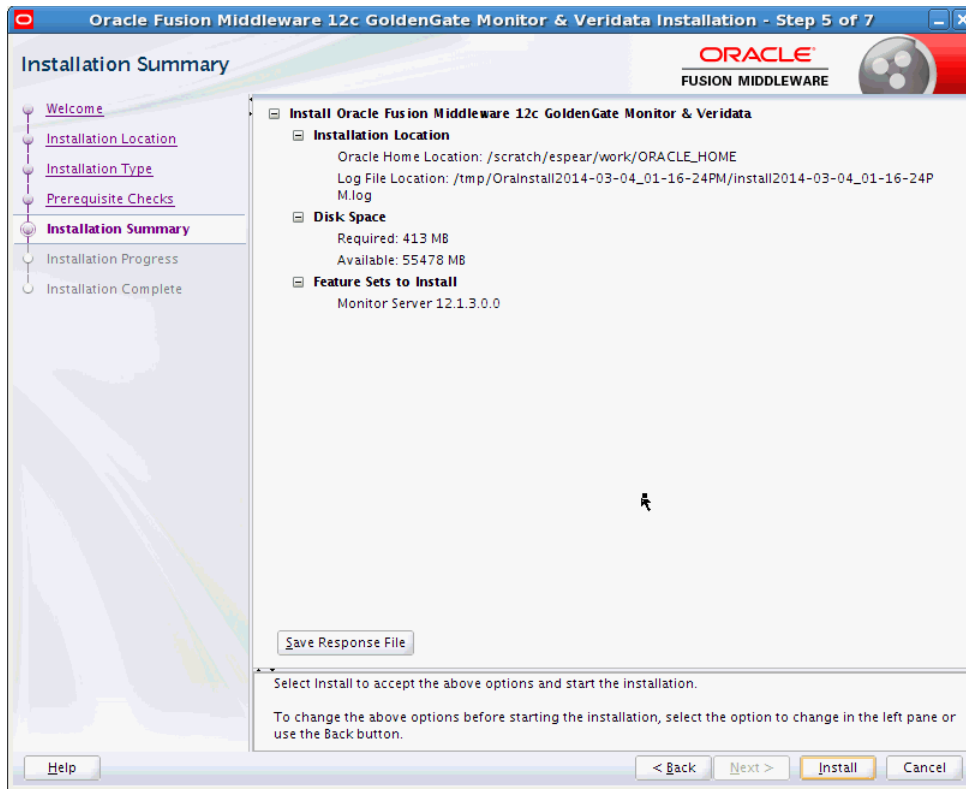 Oracle Fusion Middleware 12c GoldenGate Monitor & Veridata Installation - Step 5 of 7
Installation Summary
ORACLE
FUSION MIDDLEWARE
Welcome
Installation Location
Installation Type
Prerequisite Checks
Installation Summary
Installation Progress
Installation Complete
Install Oracle Fusion Middleware 12c GoldenGate Monitor & Veridata
Installation Location
Oracle Home Location: /scratch/espear/work/ORACLE_HOME
Log File Location: /tmp/OraInstall2014-03-04_01-16-24PM/install2014-03-04_01-16-24P
M.log
Disk Space
Required: 413 MB
Available: 55478 MB
Feature Sets to Install
Monitor Server 12.1.3.0.0
Save Response File
Select Install to accept the above options and start the installation.
To change the above options before starting the installation, select the option to change in the left pane or
use the Back button.
Help
< Back
Next >
Install
Cancel